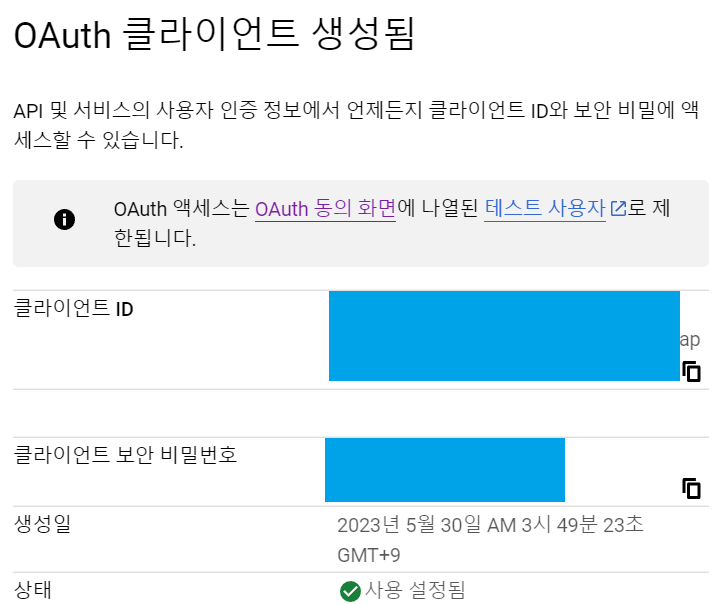 OAuth 클라이언트 생성됨
API 및 서비스의 사용자 인증 정보에서 언제든지 클라이언트 ID와 보안 비밀에 액
세스할 수 있습니다.
OAuth 액세스는 OAuth 동의 화면에 나열된 테스트 사용자로 제
한됩니다.
클라이언트 ID
ap
클라이언트 보안 비밀번호
생성일 2023년 5월 30일 AM 3시 49분 23초
GMT+9
상태 사용 설정됨